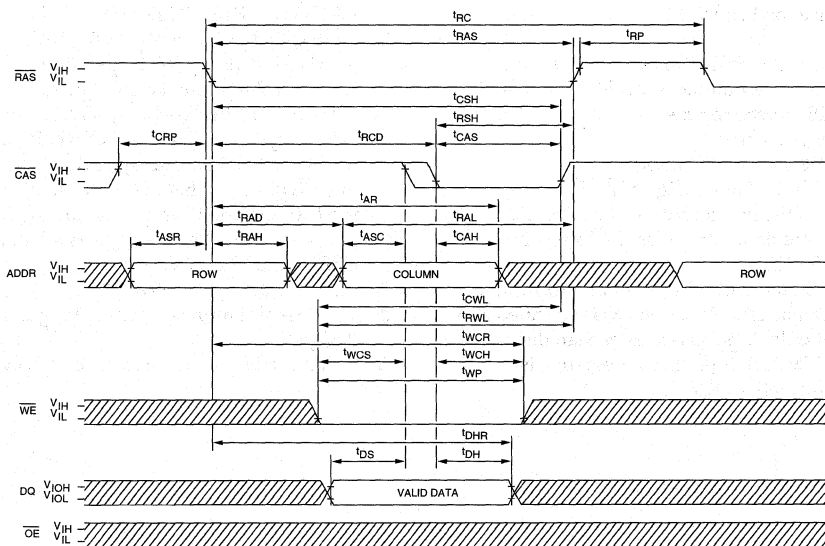 tRC
tRAS
tRP
RAS VIH
VIL
tCSH
tRSH
tCRP tRCD tCAS
CAS VIH
VIL
tAR
tRAD tRAL
tASR tRAH tASC tCAH
ADDR VIH
VIL
ROW COLUMN ROW
tCWL
tRWL
tWCR
tWCS tWCH
tWP
WE VIH
VIL
tDHR
tDS tDH
DQ VIOH
VIOL
VALID DATA
OE VIH
VIL